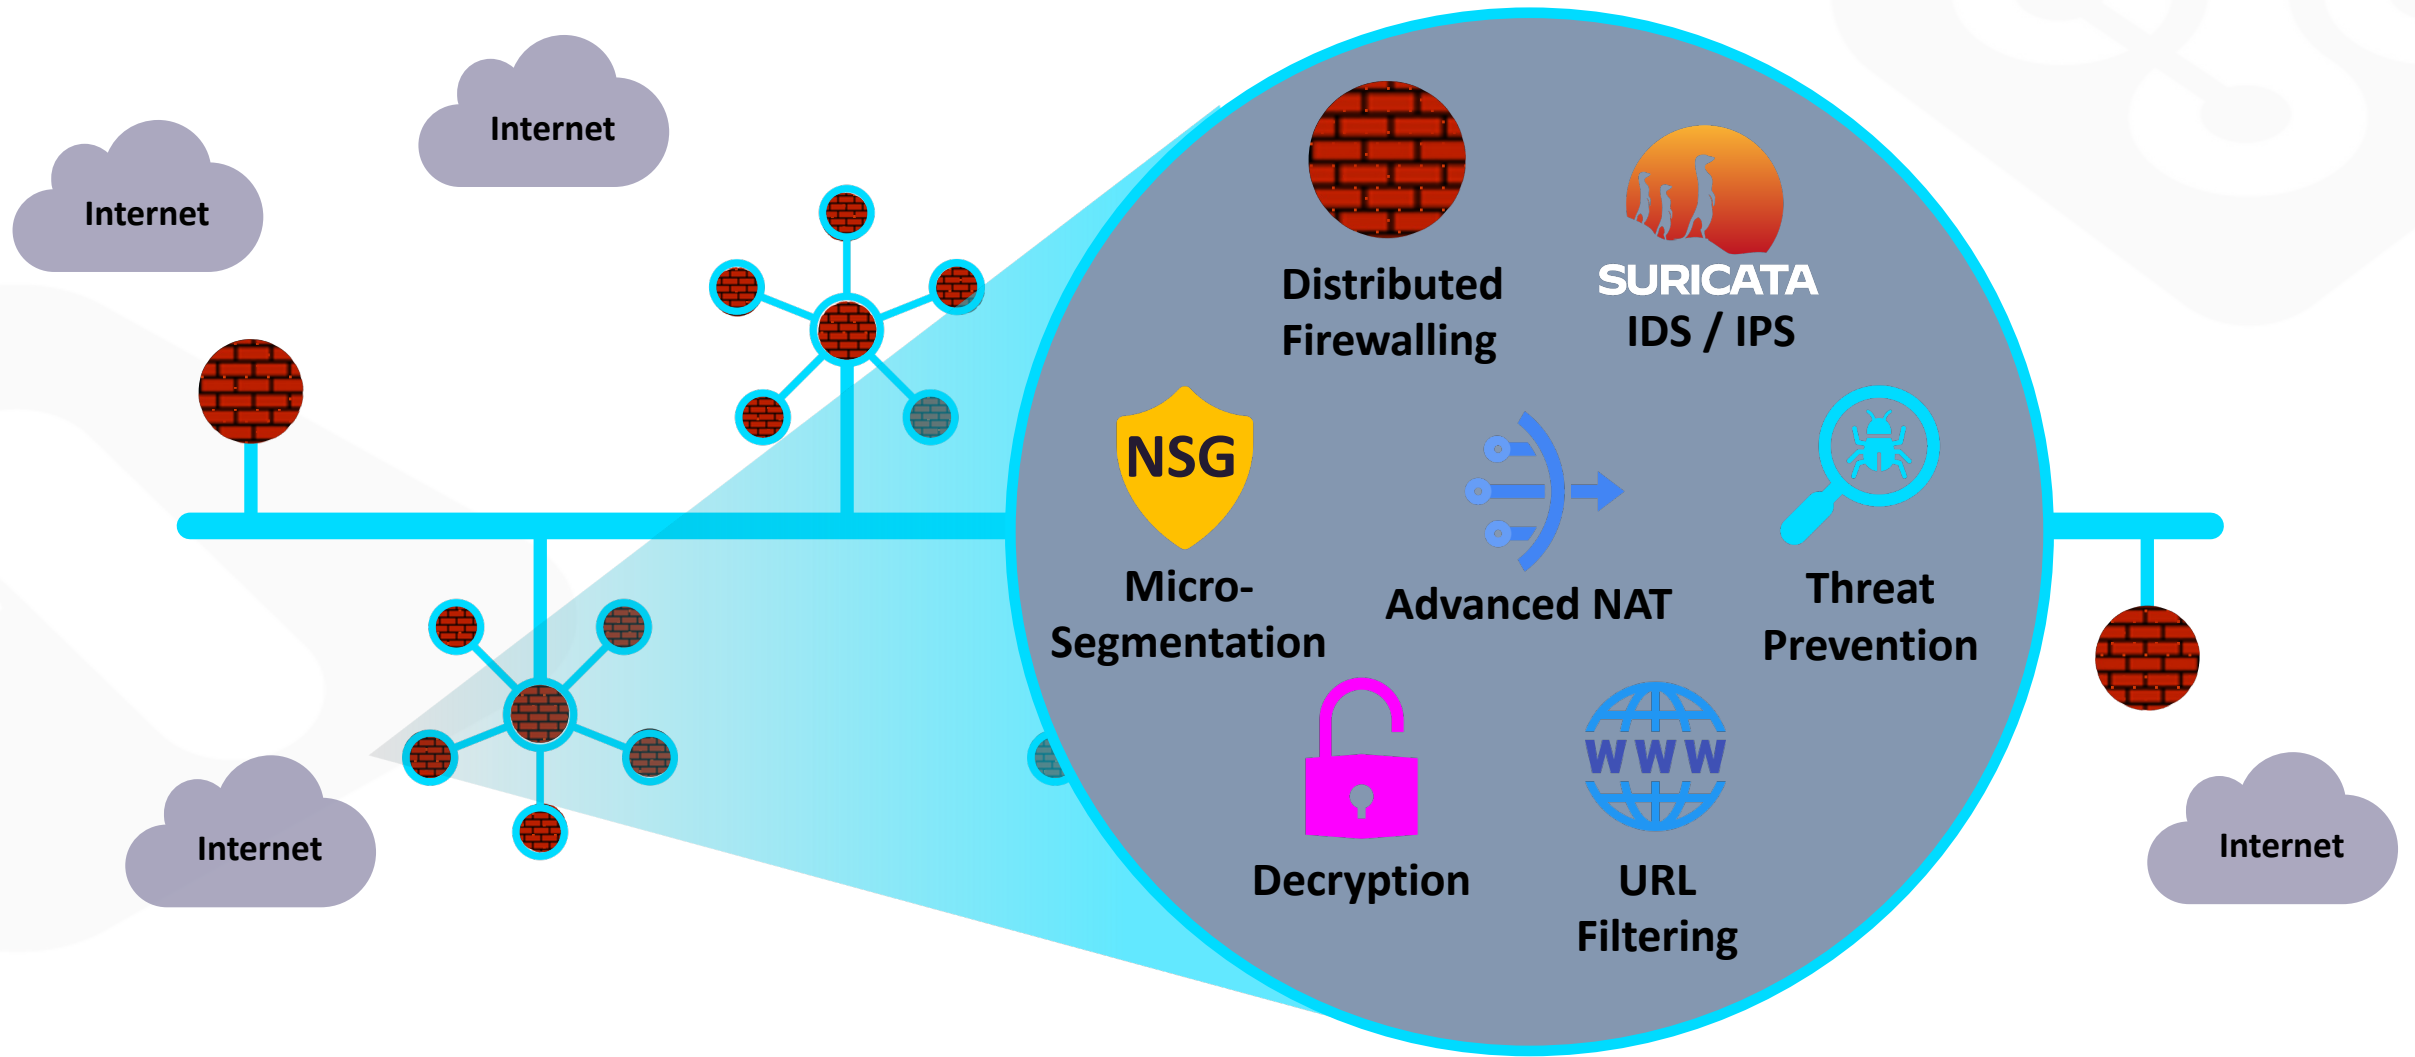 Internet
Internet
Distributed
Firewalling
SURICATA
IDS / IPS
NSG
Micro-
Segmentation
Advanced NAT
Threat
Prevention
Decryption
WWW
URL
Filtering
Internet
Internet